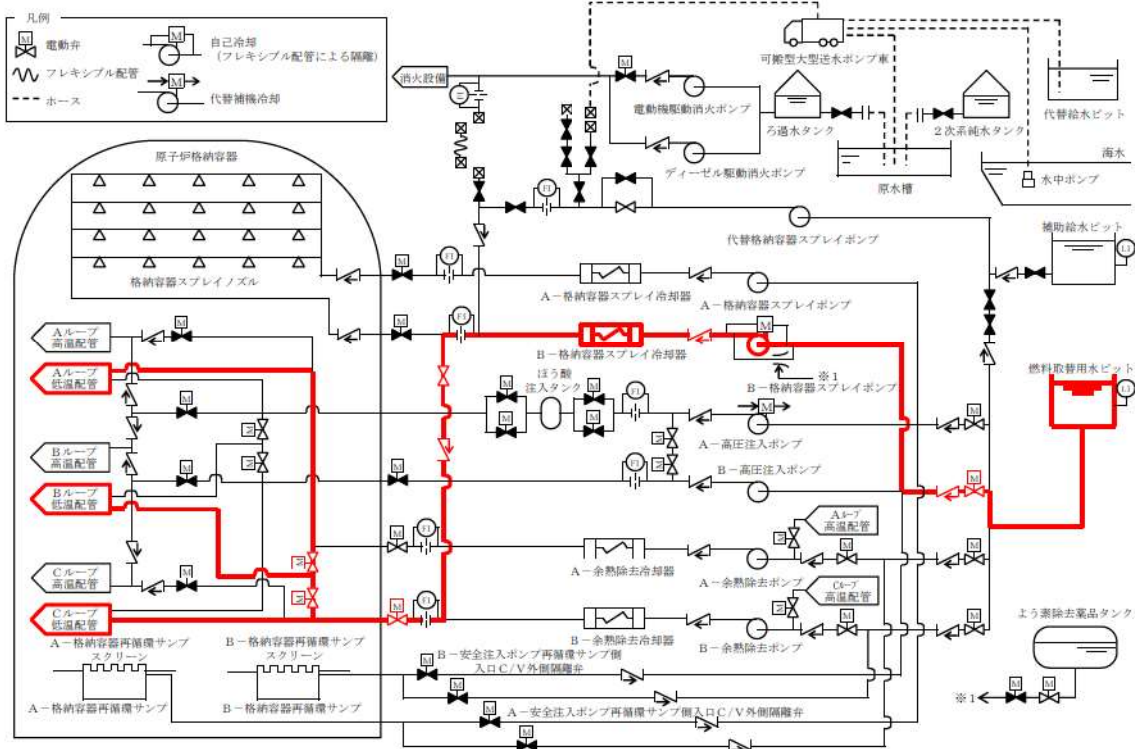 凡例
M
電動弁
フレキシブル配管
ホース
M
自己冷却
(フレキシブル配管による隔離)
M
代替補機冷却
消火設備
FI
M
電動機駆動消火ポンプ
ディーゼル駆動消火ポンプ
可搬型大型送水ポンプ車
ろ過水タンク
2次系純水タンク
代替給水ピット
原水槽
海水
水中ポンプ
原子炉格納容器
格納容器スプレイノズル
FI
代替格納容器スプレイポンプ
補助給水ピット
LI
M
FI
A-格納容器スプレイ冷却器
A-格納容器スプレイポンプ
M
FI
B-格納容器スプレイ冷却器
M
※1
B-格納容器スプレイポンプ
燃料取替用水ピット
LI
Aループ
高温配管
M
Aループ
低温配管
Bループ
高温配管
Bループ
低温配管
Cループ
高温配管
Cループ
低温配管
M
M
M
M
ほう酸
注入タンク
M
M
M
M
FI
M
A-高圧注入ポンプ
M
M
M
FI
B-高圧注入ポンプ
M
M
M
M
FI
A-余熱除去冷却器
A-余熱除去ポンプ
Aループ
高温配管
M
M
M
M
M
FI
B-余熱除去冷却器
B-余熱除去ポンプ
Cループ
高温配管
M
M
M
A-格納容器再循環サンプ
スクリーン
A-格納容器再循環サンプ
B-格納容器再循環サンプ
スクリーン
B-格納容器再循環サンプ
B-安全注入ポンプ再循環サンプ側
入口C/V外側隔離弁
M
M
A-安全注入ポンプ再循環サンプ側入口C/V外側隔離弁
M
M
よう素除去薬品タンク
※1
M
M